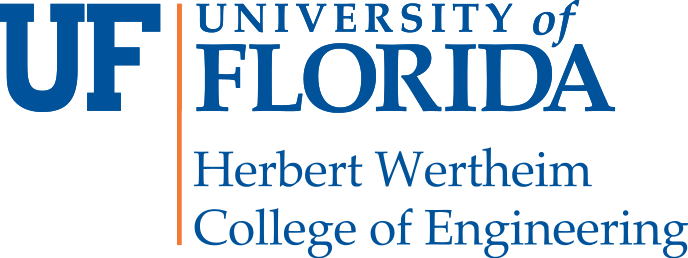 UF
UNIVERSITY of
FLORIDA
Herbert Wertheim
College of Engineering